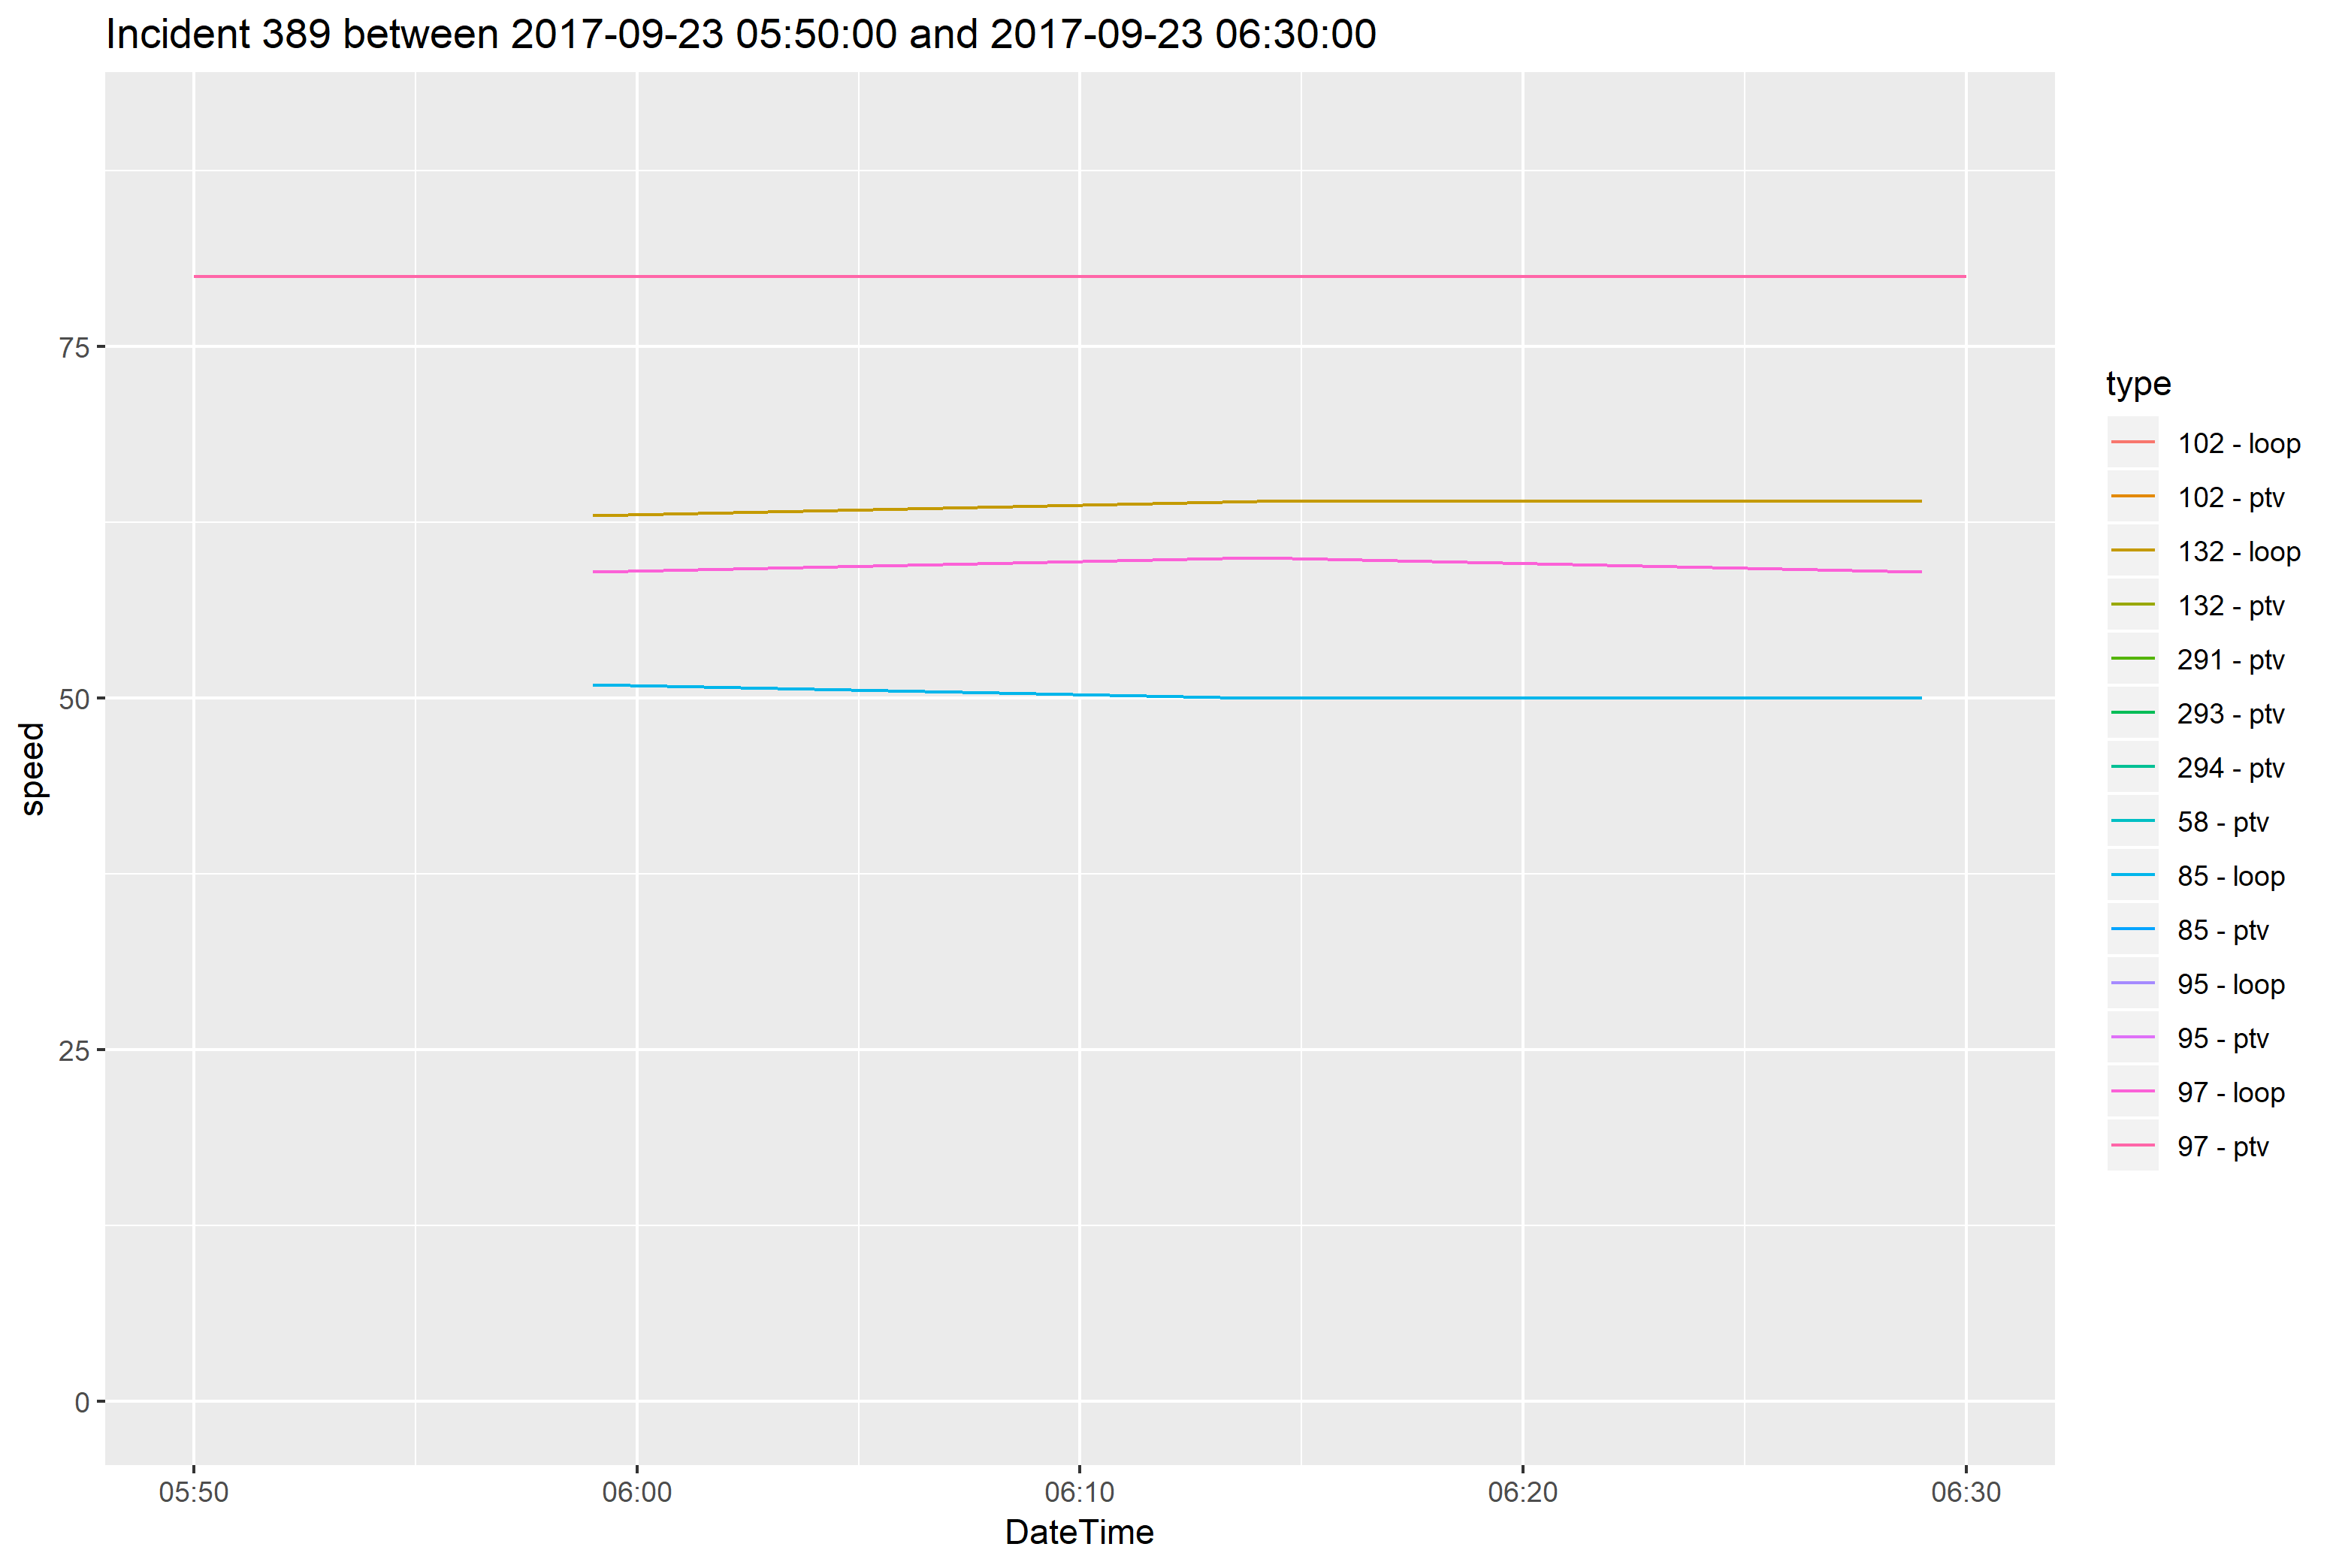 Incident 389 between 2017-09-23 05:50:00 and 2017-09-23 06:30:00
75
50
25
0
speed
05:50
06:00
06:10
06:20
06:30
DateTime
type
102 - loop
102 - ptv
132 - loop
132 - ptv
291 - ptv
293 - ptv
294 - ptv
58 - ptv
85 - loop
85 - ptv
95 - loop
95 - ptv
97 - loop
97 - ptv